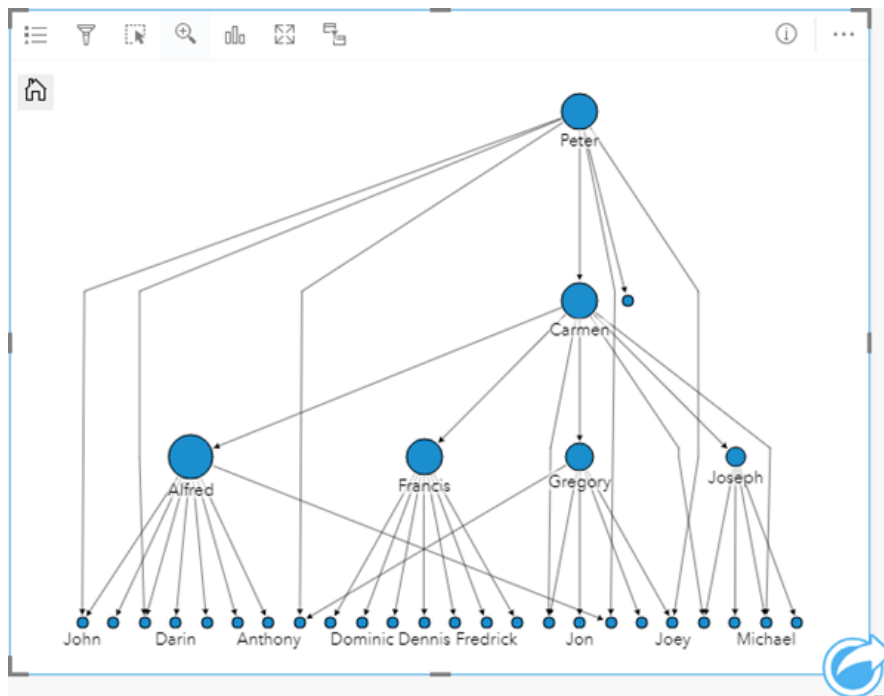 Peter
Carmen
Alfred
Francis
Gregory
Joseph
John
Darin
Anthony
Dominic
Dennis
Fredrick
Jon
Joey
Michael